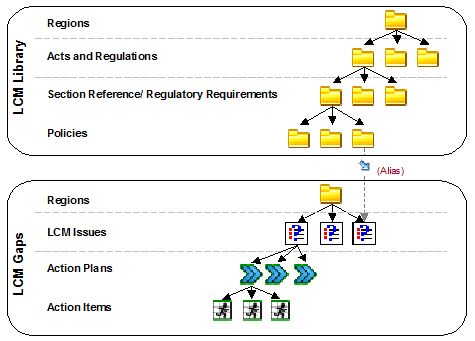 LCM Library
Regions
Acts and Regulations
Section Reference/ Regulatory Requirements
Policies
(Alias)
LCM Gaps
Regions
LCM Issues
Action Plans
Action Items